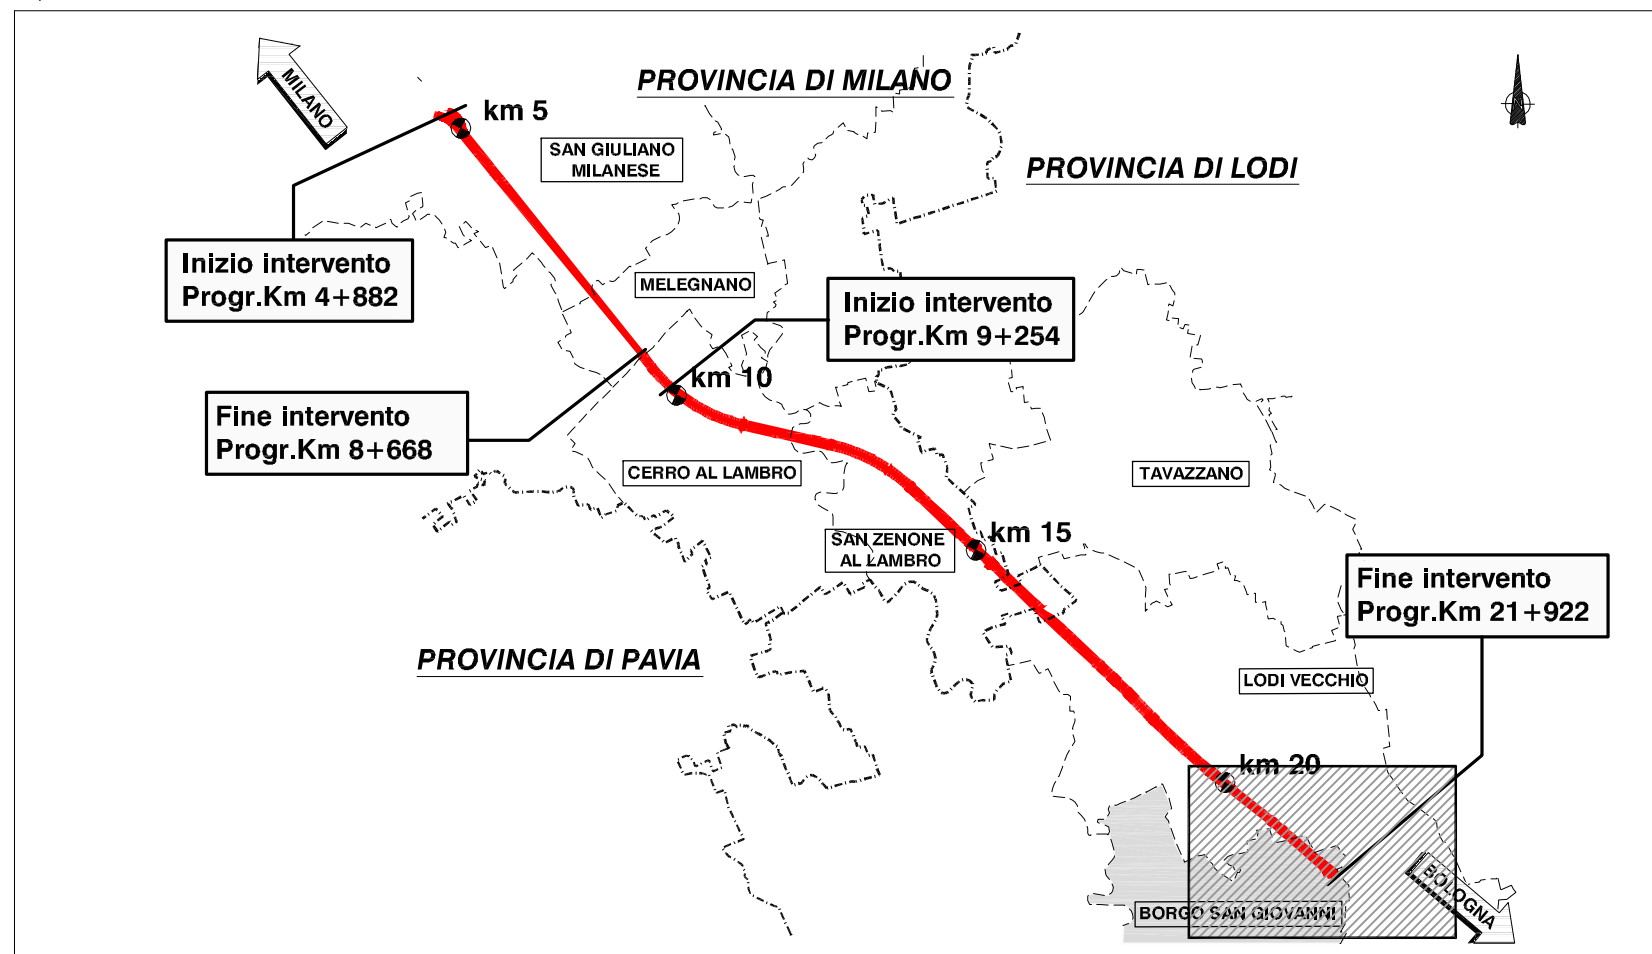 MILANO
PROVINCIA DI MILANO
km 5
SAN GIULIANO
MILANESE
PROVINCIA DI LODI
Inizio intervento
Progr.Km 4+882
MELEGNANO
Inizio intervento
Progr.Km 9+254
km 10
Fine intervento
Progr.Km 8+668
CERRO AL LAMBRO
TAVAZZANO
km 15
SAN ZENONE
AL LAMBRO
Fine intervento
Progr.Km 21+922
PROVINCIA DI PAVIA
LODI VECCHIO
km 20
BOLOGNA
BORGO SAN GIOVANNI